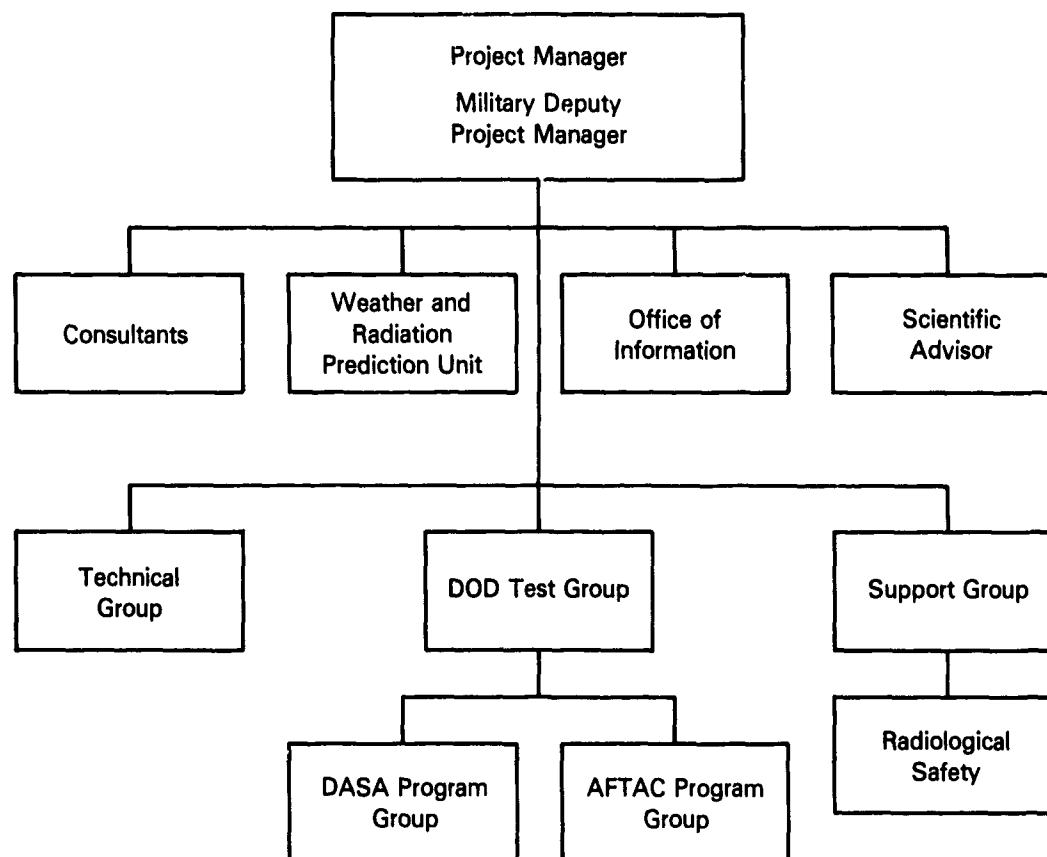 Project Manager
Military Deputy
Project Manager
Consultants
Weather and
Radiation
Prediction Unit
Office of
Information
Scientific
Advisor
Technical
Group
DOD Test Group
Support Group
DASA Program
Group
AFTAC Program
Group
Radiological
Safety